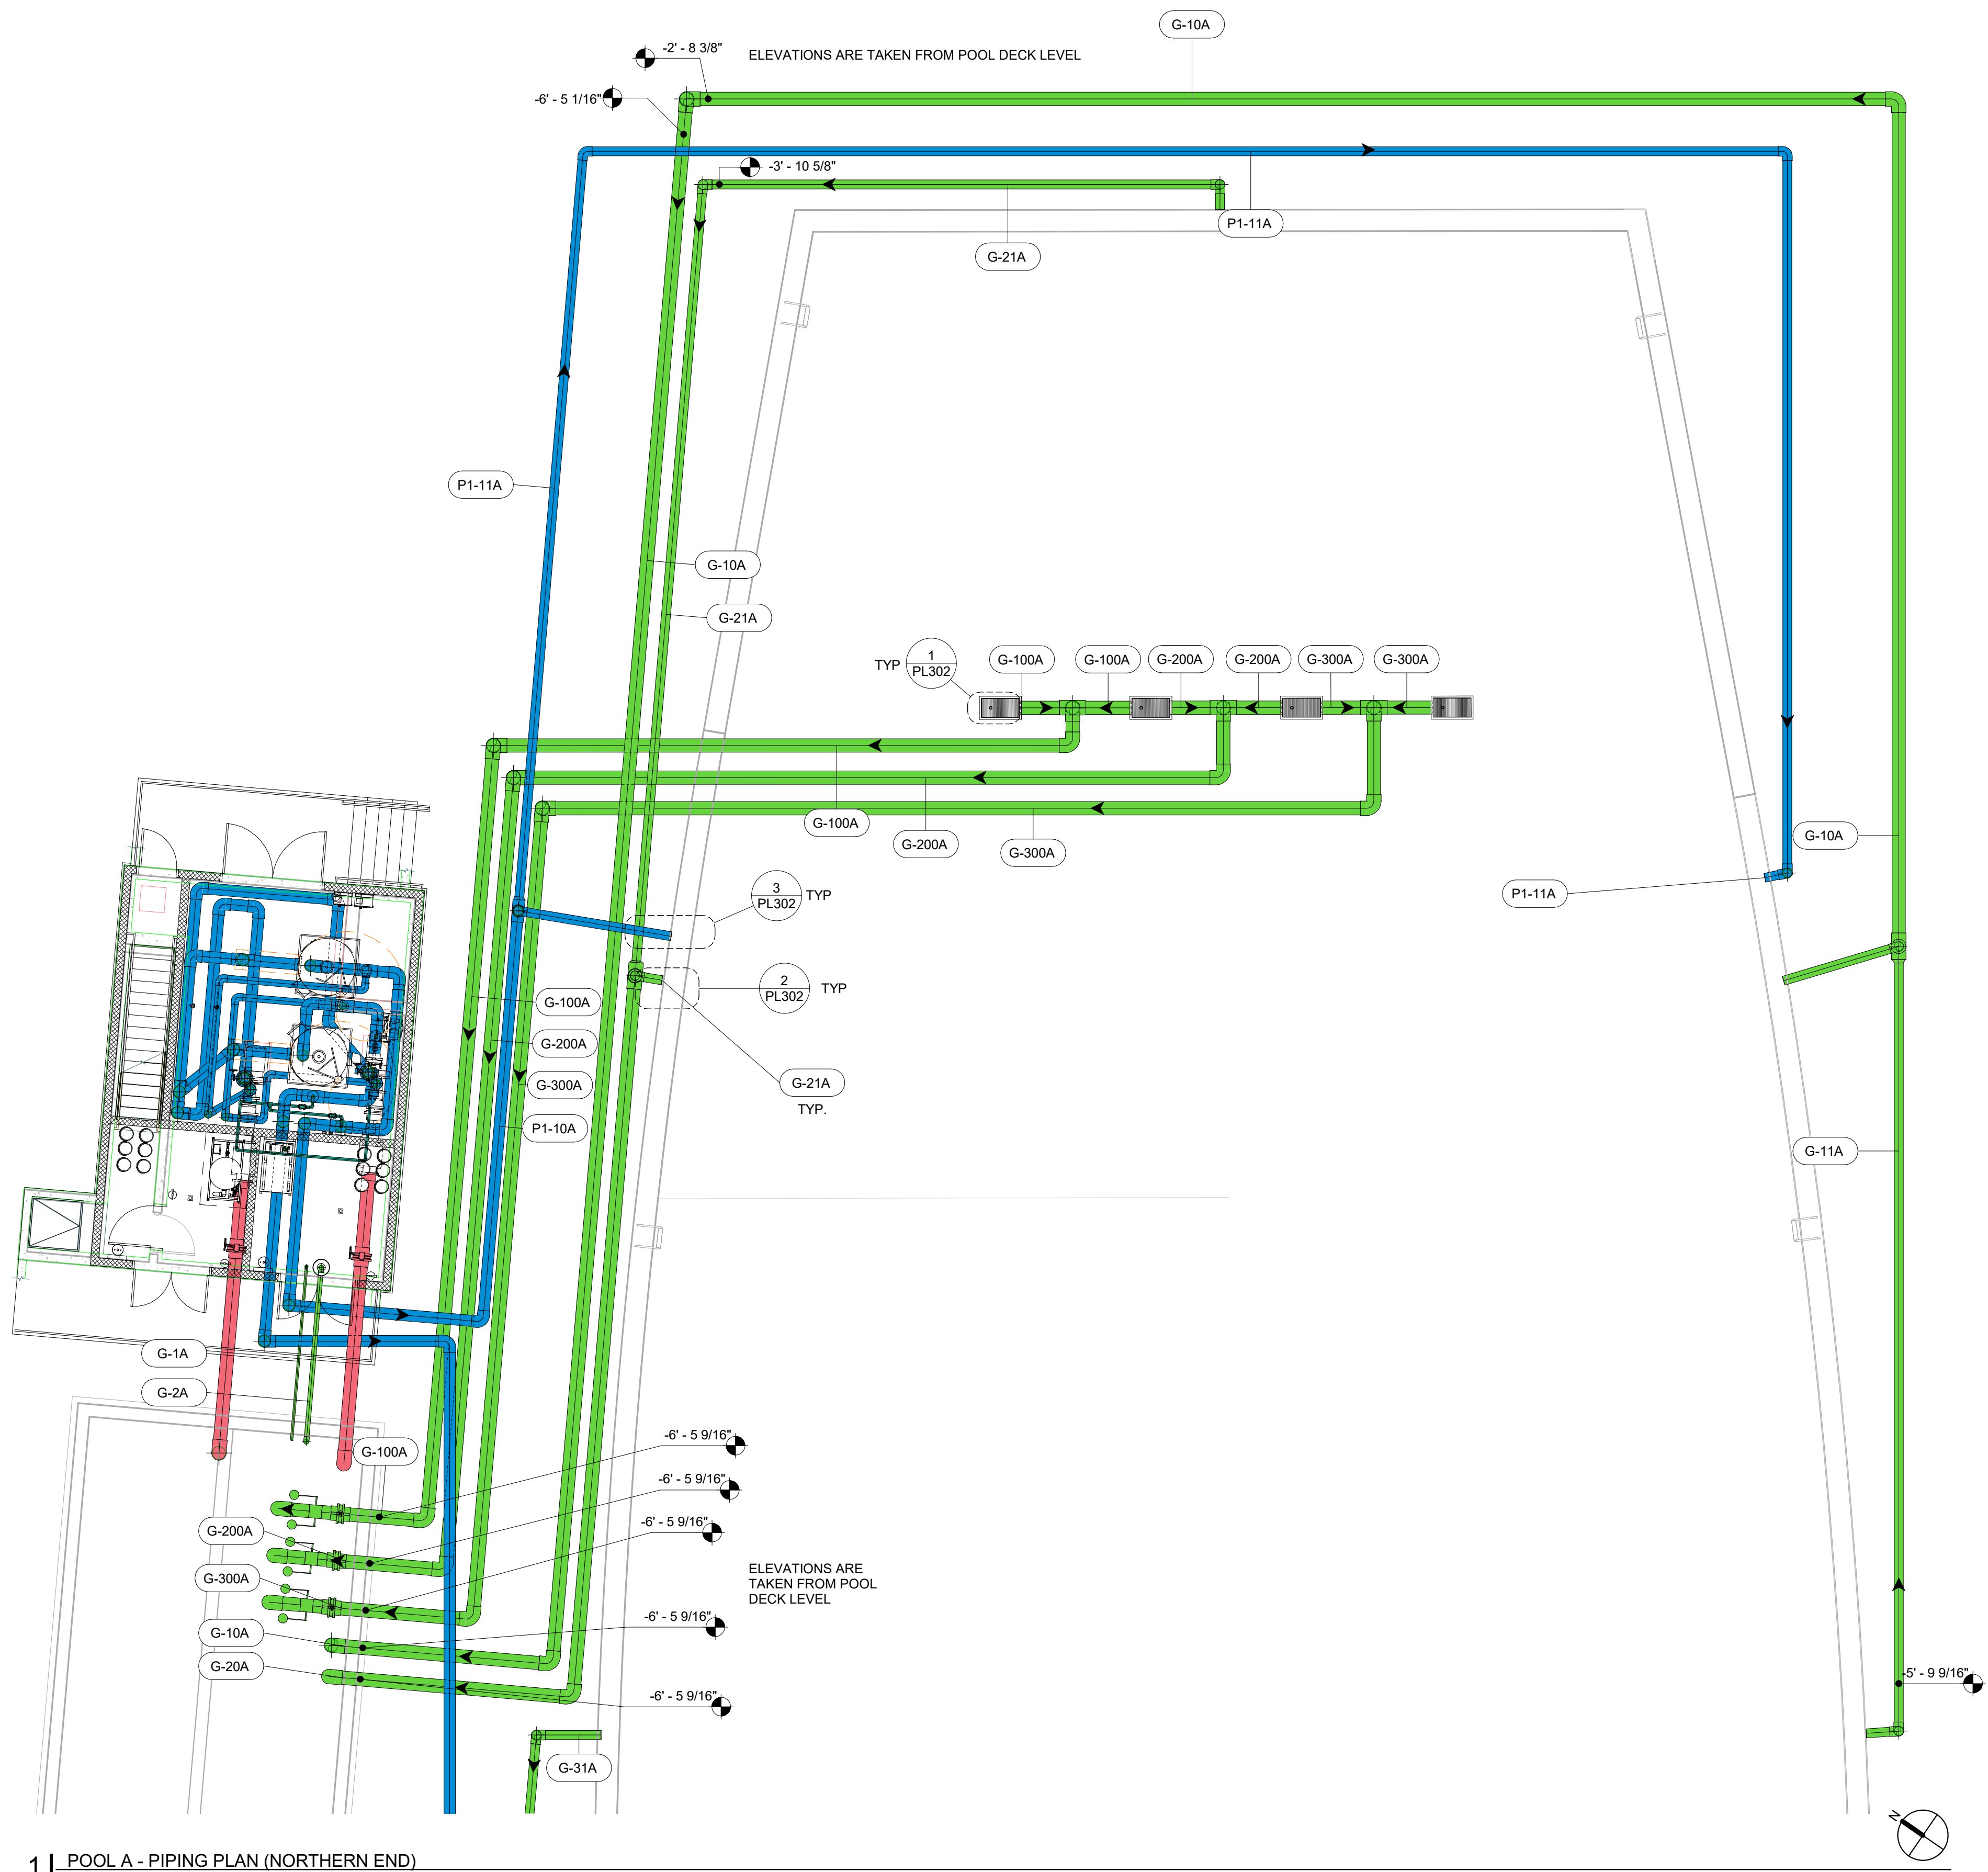 G-10A
-2' - 8 3/8"
ELEVATIONS ARE TAKEN FROM POOL DECK LEVEL
-6' - 5 1/16"
-3' - 10 5/8"
P1-11A
G-21A
P1-11A
G-10A
G-21A
TYP
1
PL302
G-100A
G-100A
G-200A
G-200A
G-300A
G-300A
G-100A
G-200A
G-300A
G-10A
P1-11A
3
PL302
TYP
2
PL302
TYP
G-100A
G-200A
G-300A
P1-10A
G-21A
TYP.
G-11A
G-1A
G-2A
G-100A
-6' - 5 9/16"
-6' - 5 9/16"
-6' - 5 9/16"
G-200A
G-300A
ELEVATIONS ARE
TAKEN FROM POOL
DECK LEVEL
-6' - 5 9/16"
G-10A
G-20A
-6' - 5 9/16"
-5' - 9 9/16"
G-31A
N
1
POOL A - PIPING PLAN (NORTHERN END)